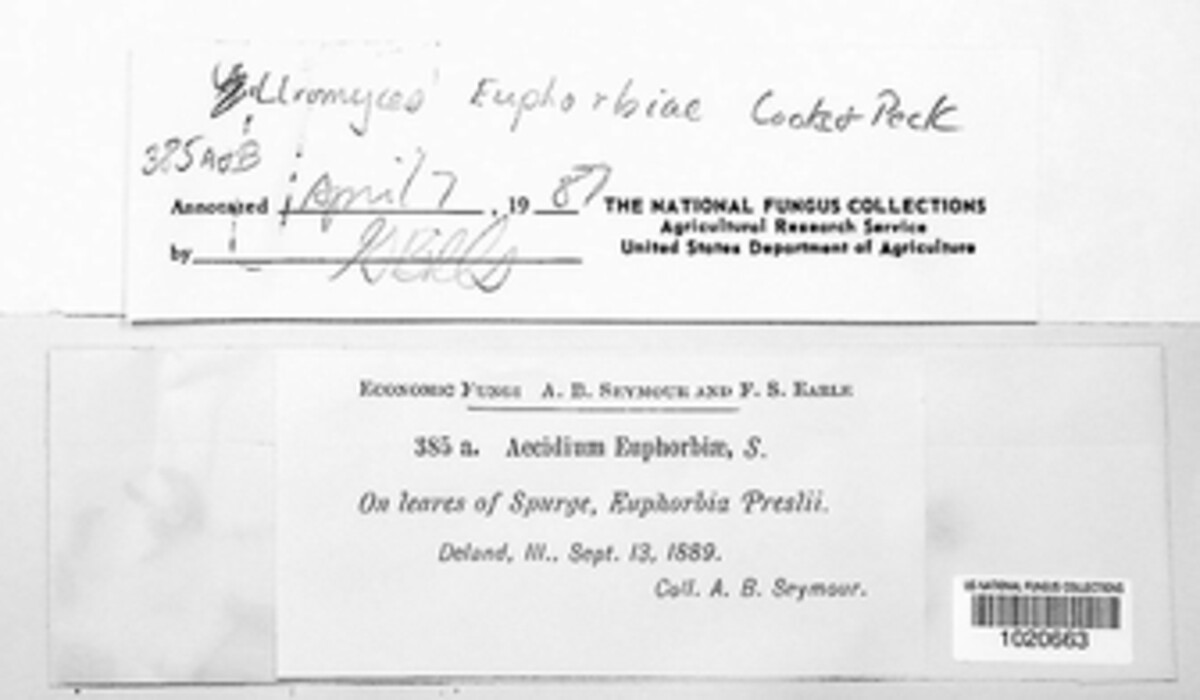 Uromyces Euphorbiae Cooke & Peck
385 A & B
Annotated April 7, 1987 THE NATIONAL FUNGUS COLLECTIONS
Agricultural Research Service
by G Bills United States Department of Agriculture
ECONOMIC FUNGI A. B. SEYMOUR AND F. S. EARLE
385 a. Aecidium Euphorbiæ, S.
On leaves of Spurge, Euphorbia Preslii.
Deland, Ill., Sept. 13, 1889.
Coll. A. B. Seymour.
US NATIONAL FUNGUS COLLECTIONS
1020663